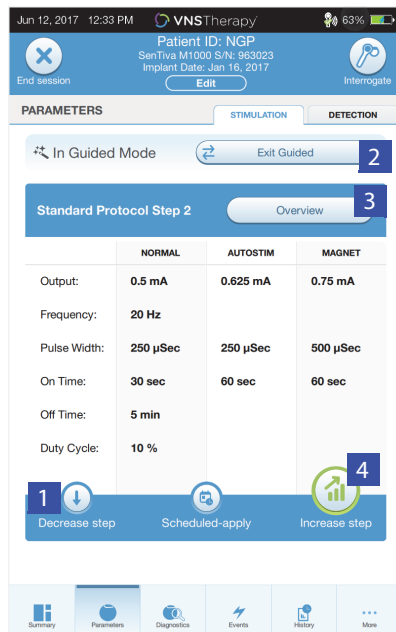 Jun 12, 2017 12:33 PM VNSTherapy 63%
Patient ID: NGP
SenTiva M1000 S/N: 963023
Implant Date: Jan 16, 2017
End session Edit Interrogate
PARAMETERS STIMULATION DETECTION
In Guided Mode Exit Guided 2
Standard Protocol Step 2 Overview 3
NORMAL AUTOSTIM MAGNET
Output: 0.5 mA 0.625 mA 0.75 mA
Frequency: 20 Hz
Pulse Width: 250 µSec 250 µSec 500 µSec
On Time: 30 sec 60 sec 60 sec
Off Time: 5 min
Duty Cycle: 10 %
1 4
Decrease step Scheduled-apply Increase step
Summary Parameters Diagnostics Events History More